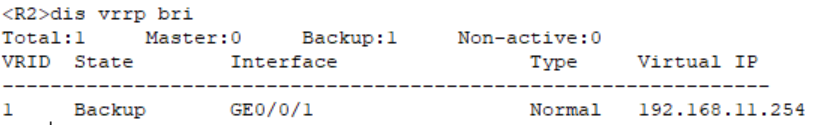 <R2>dis vrrp bri
Total:1     Master:0     Backup:1     Non-active:0
VRID  State        Interface                Type     Virtual IP
----------------------------------------------------------------
1     Backup       GE0/0/1                  Normal   192.168.11.254